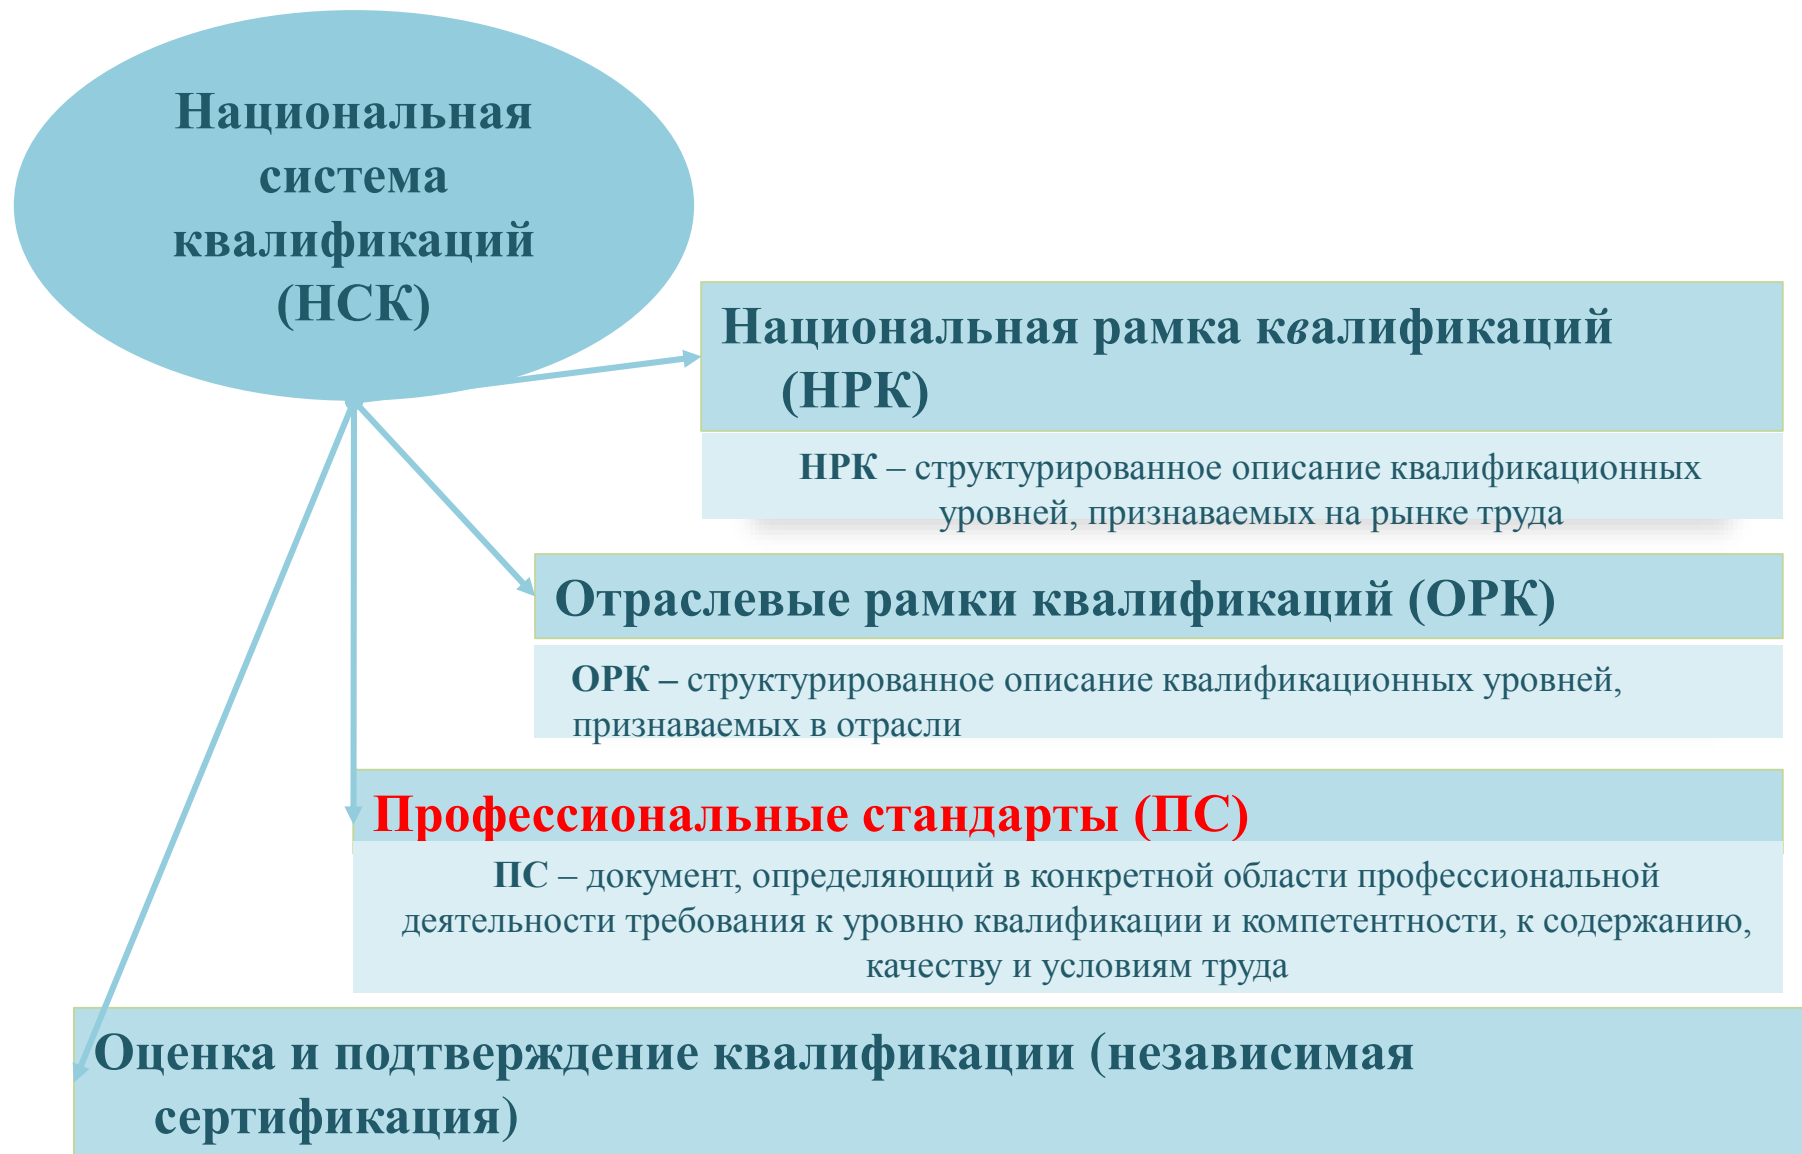 Национальная
система
квалификаций
(НСК)
Национальная рамка квалификаций
(НРК)
НРК – структурированное описание квалификационных
уровней, признаваемых на рынке труда
Отраслевые рамки квалификаций (ОРК)
ОРК – структурированное описание квалификационных уровней,
признаваемых в отрасли
Профессиональные стандарты (ПС)
ПС – документ, определяющий в конкретной области профессиональной
деятельности требования к уровню квалификации и компетентности, к содержанию,
качеству и условиям труда
Оценка и подтверждение квалификации (независимая
сертификация)